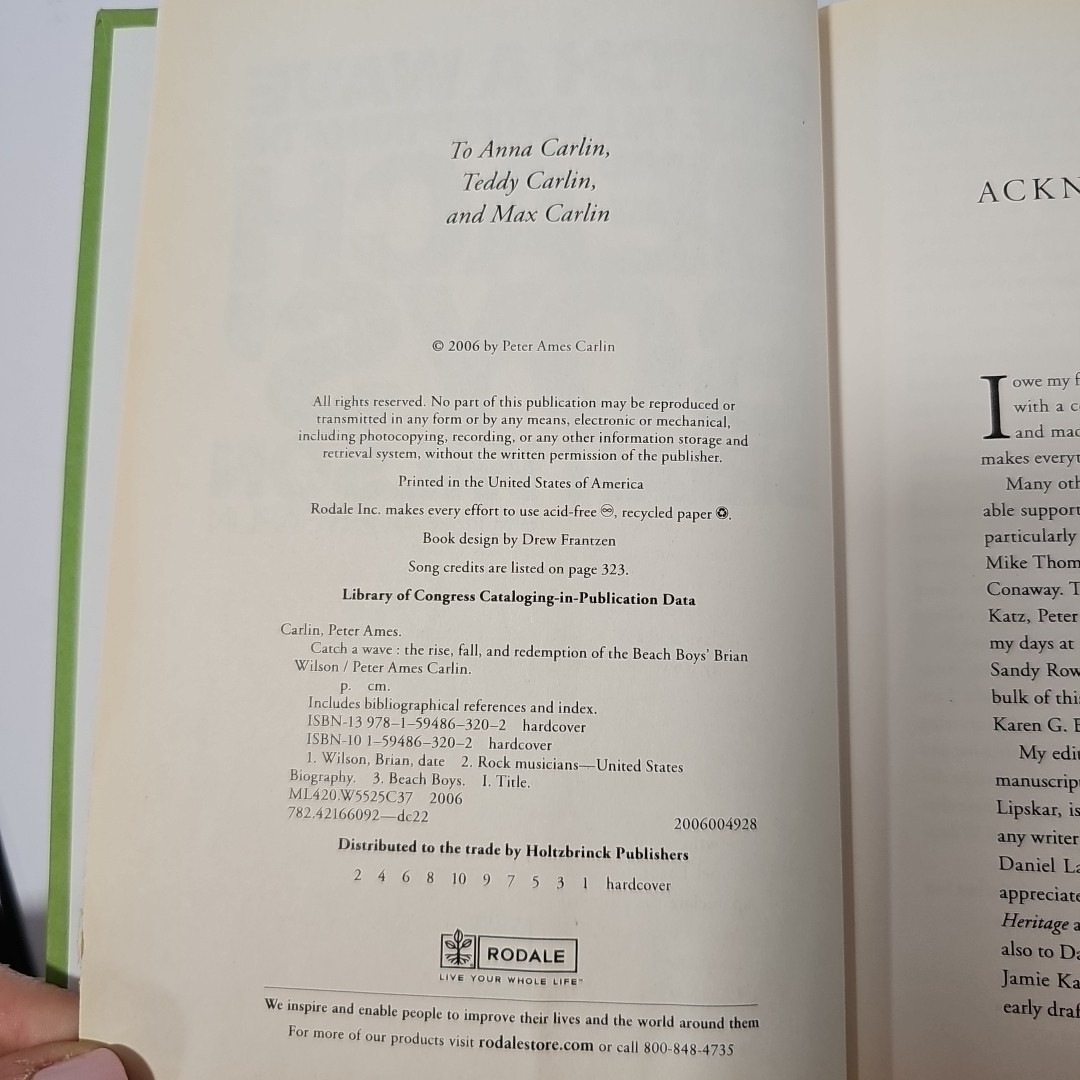 To Anna Carlin,
Teddy Carlin,
and Max Carlin
© 2006 by Peter Ames Carlin
All rights reserved. No part of this publication may be reproduced or
transmitted in any form or by any means, electronic or mechanical,
including photocopying, recording, or any other information storage and
retrieval system, without the written permission of the publisher.
Printed in the United States of America
Rodale Inc. makes every effort to use acid-free ♾, recycled paper ♻.
Book design by Drew Frantzen
Song credits are listed on page 323.
Library of Congress Cataloging-in-Publication Data
Carlin, Peter Ames.
Catch a wave : the rise, fall, and redemption of the Beach Boys' Brian
Wilson / Peter Ames Carlin.
p. cm.
Includes bibliographical references and index.
ISBN-13 978–1–59486–320–2 hardcover
ISBN-10 1–59486–320–2 hardcover
1. Wilson, Brian, date 2. Rock musicians—United States
Biography. 3. Beach Boys. I. Title.
ML420.W5525C37 2006
782.42166092—dc22
2006004928
Distributed to the trade by Holtzbrinck Publishers
2 4 6 8 10 9 7 5 3 1 hardcover
RODALE
LIVE YOUR WHOLE LIFE™
We inspire and enable people to improve their lives and the world around them
For more of our products visit rodalestore.com or call 800-848-4735
ACKN
I owe my f
with a c
and mad
makes everyt
Many oth
able support
particularly
Mike Thom
Conaway. T
Katz, Peter
my days at
Sandy Row
bulk of this
Karen G. E
My edi
manuscrip
Lipskar, is
any writer
Daniel La
appreciate
Heritage a
also to Da
Jamie Ka
early draf